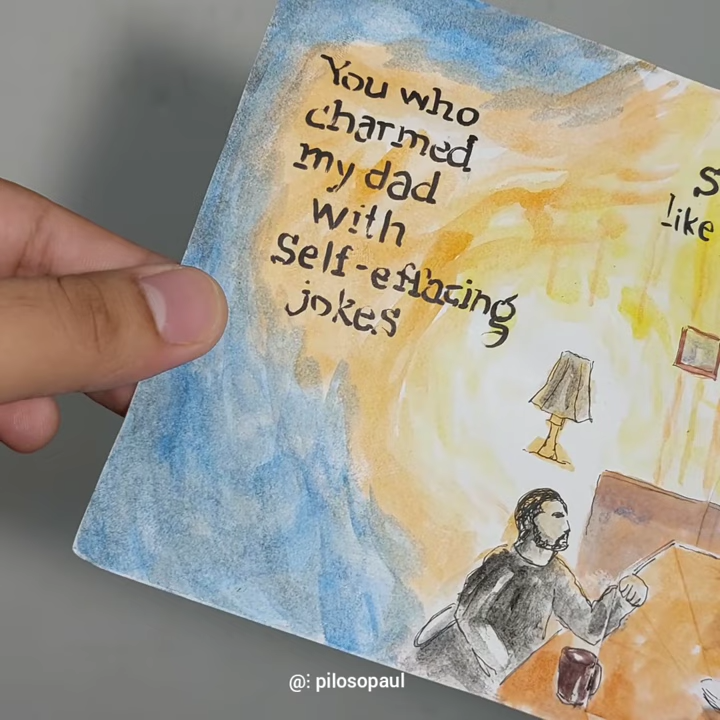 You who
charmed
my dad
with
Self-effacing
jokes
S
like
@: pilosopaul